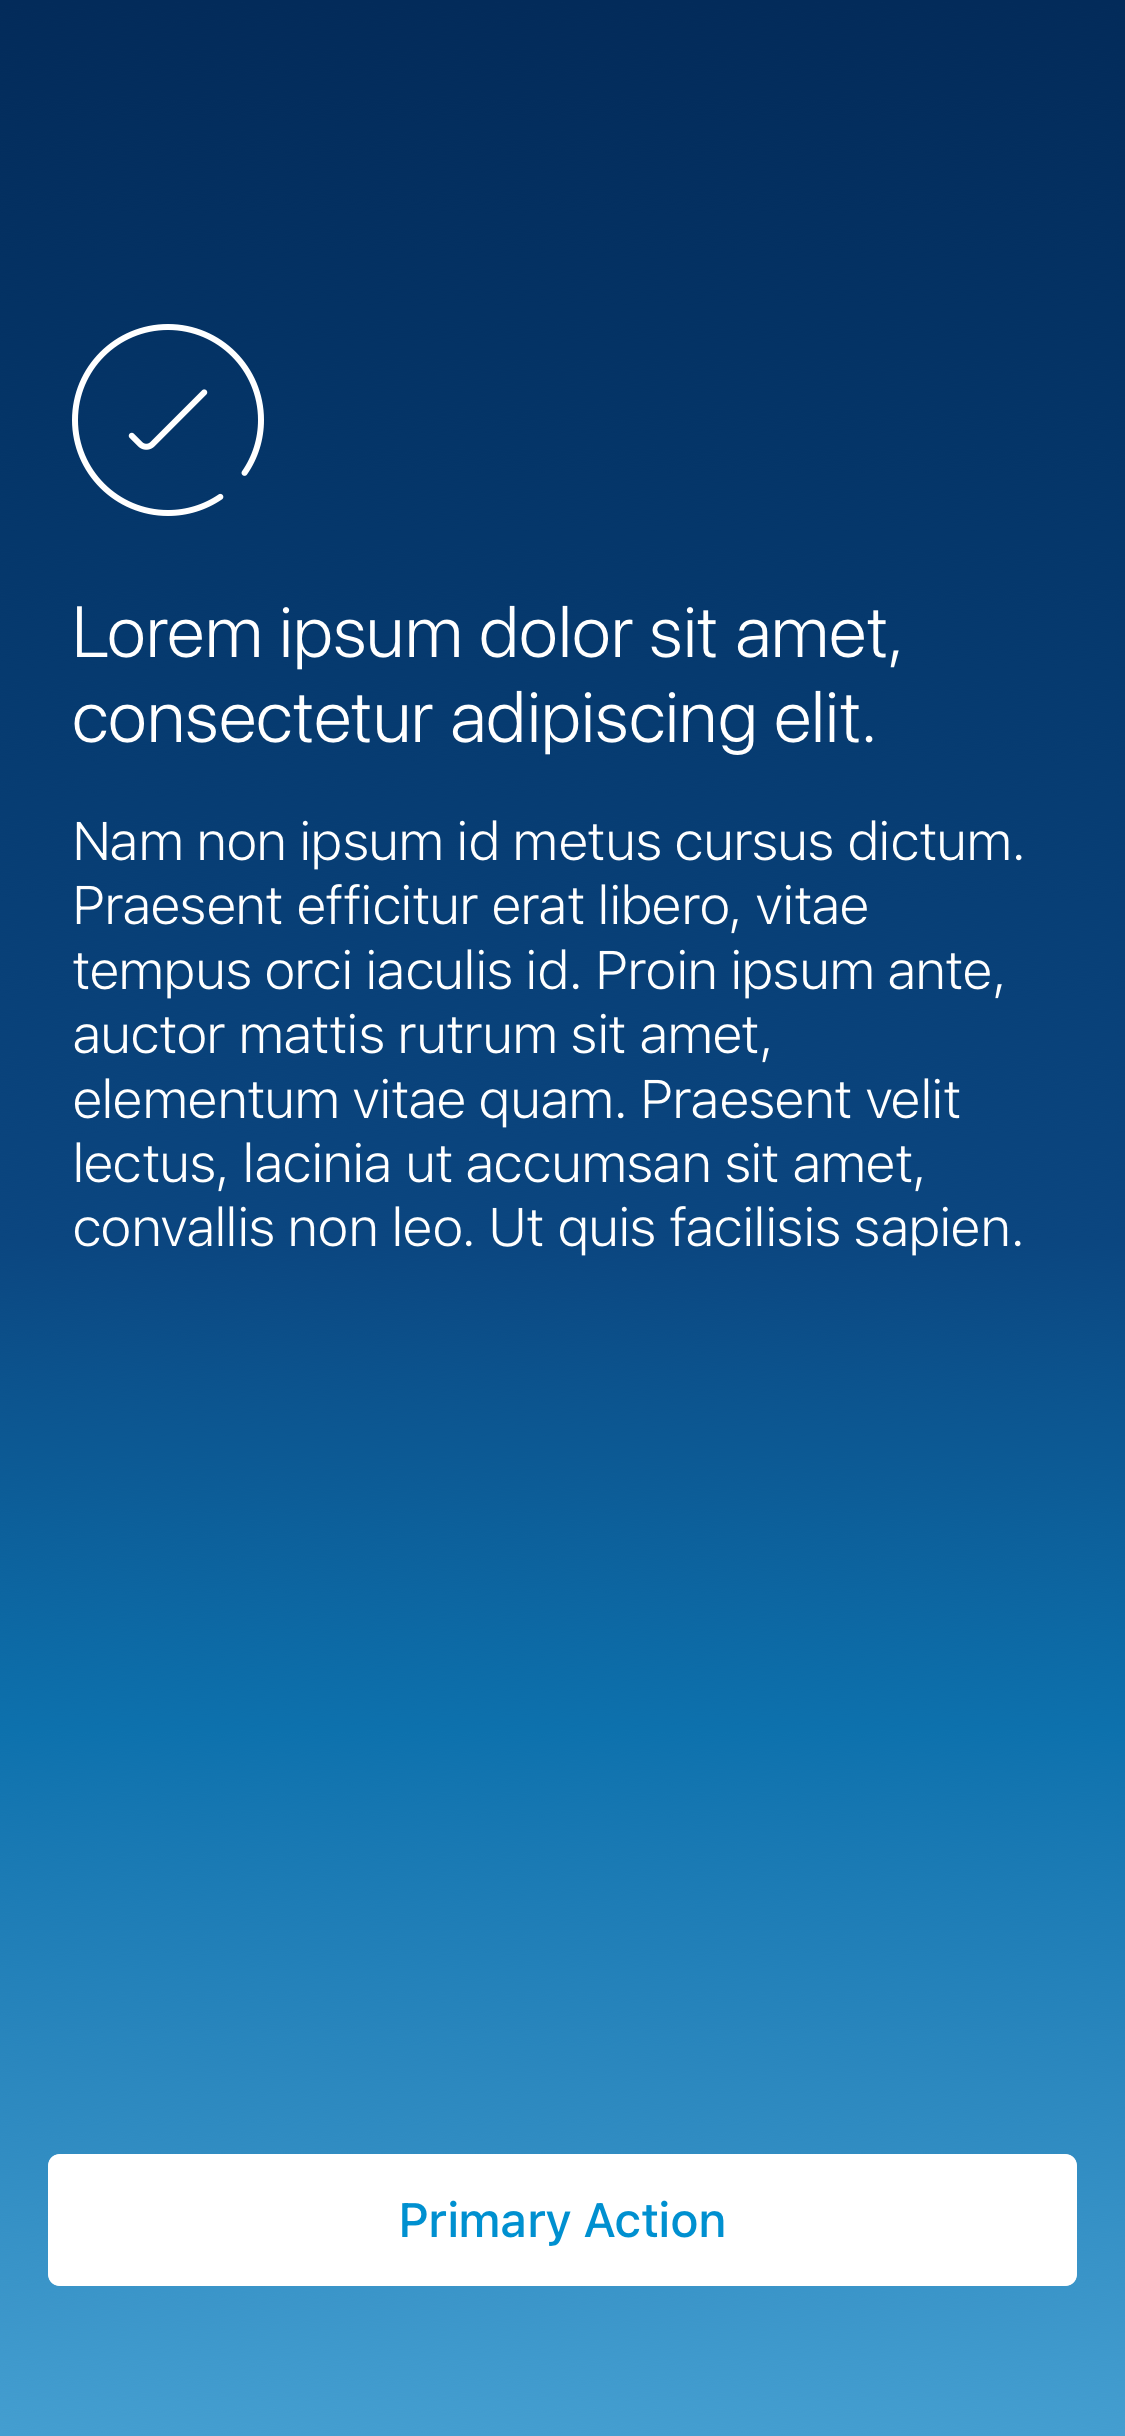 Lorem ipsum dolor sit amet,
consectetur adipiscing elit.
Nam non ipsum id metus cursus dictum.
Praesent efficitur erat libero, vitae
tempus orci iaculis id. Proin ipsum ante,
auctor mattis rutrum sit amet,
elementum vitae quam. Praesent velit
lectus, lacinia ut accumsan sit amet,
convallis non leo. Ut quis facilisis sapien.
Primary Action